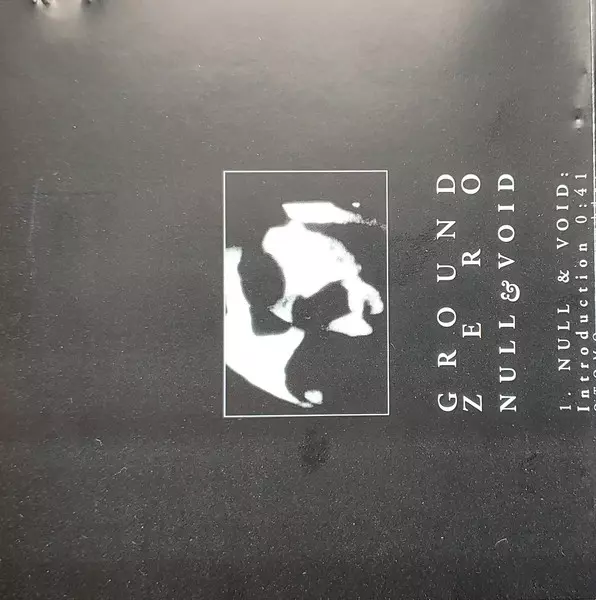 GROUND
ZERO
NULL&VOID
1. NULL & VOID:
Introduction 0:41